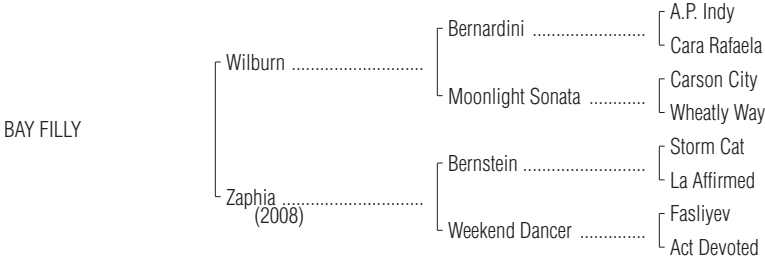 A.P. Indy
Bernardini ........................
Cara Rafaela
Wilburn ............................
Carson City
Moonlight Sonata ............
Wheatly Way
BAY FILLY
Storm Cat
Bernstein ..........................
La Affirmed
Zaphia ..............................
(2008)
Fasliyev
Weekend Dancer ..............
Act Devoted